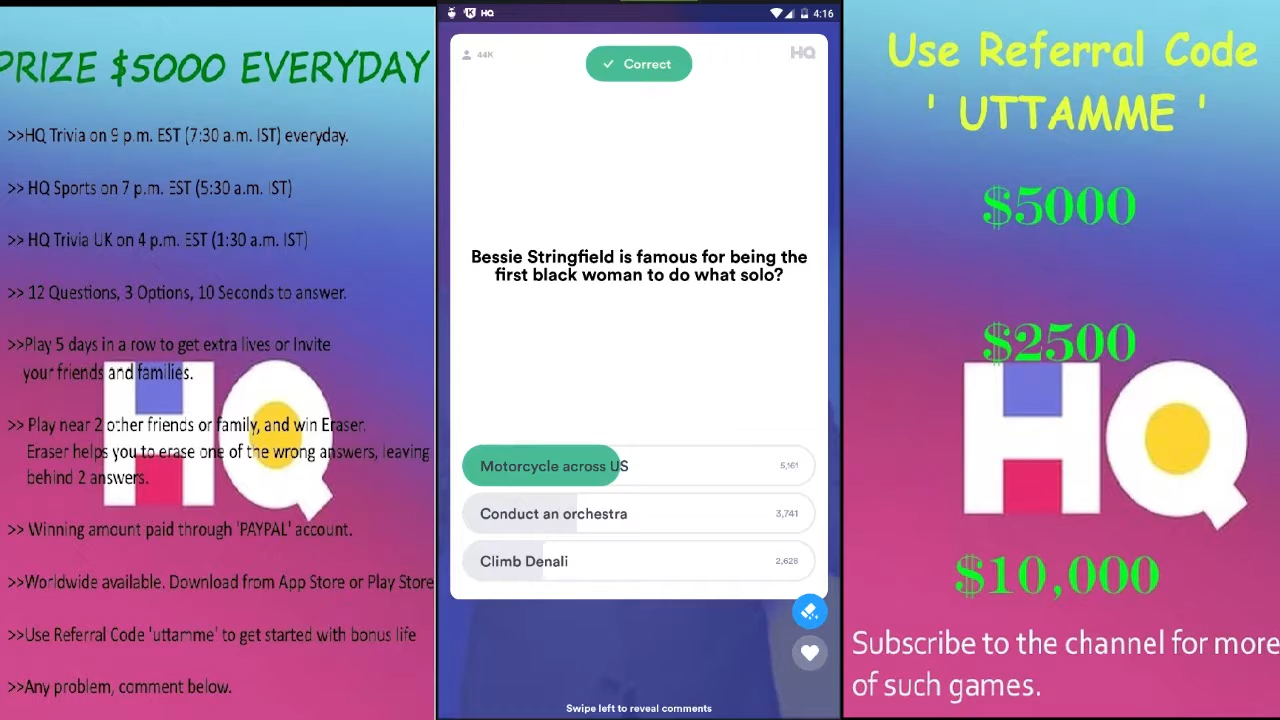 PRIZE $5000 EVERYDAY
>>HQ Trivia on 9 p.m. EST (7:30 a.m. IST) everyday.
>> HQ Sports on 7 p.m. EST (5:30 a.m. IST)
>> HQ Trivia UK on 4 p.m. EST (1:30 a.m. IST)
>> 12 Questions, 3 Options, 10 Seconds to answer.
>>Play 5 days in a row to get extra lives or Invite
your friends and families.
>> Play near 2 other friends or family, and win Eraser.
Eraser helps you to erase one of the wrong answers, leaving
behind 2 answers.
>> Winning amount paid through 'PAYPAL' account.
>>Worldwide available. Download from App Store or Play Store
>>Use Referral Code 'uttamme' to get started with bonus life
>>Any problem, comment below.
HQ
K HQ 4:16
44K
Correct
HQ
Bessie Stringfield is famous for being the
first black woman to do what solo?
Motorcycle across US 5,161
Conduct an orchestra 3,741
Climb Denali 2,628
Swipe left to reveal comments
Use Referral Code
' UTTAMME '
$5000
$2500
HQ
$10,000
Subscribe to the channel for more
of such games.